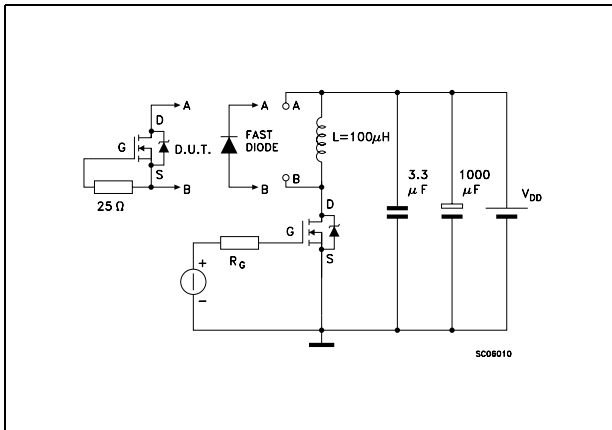 A A A
D
G D.U.T. FAST
DIODE L=100μH
S
B B B
25 Ω
3.3
μF
1000
μF
VDD
D
G
S
RG
+
-
SC06010